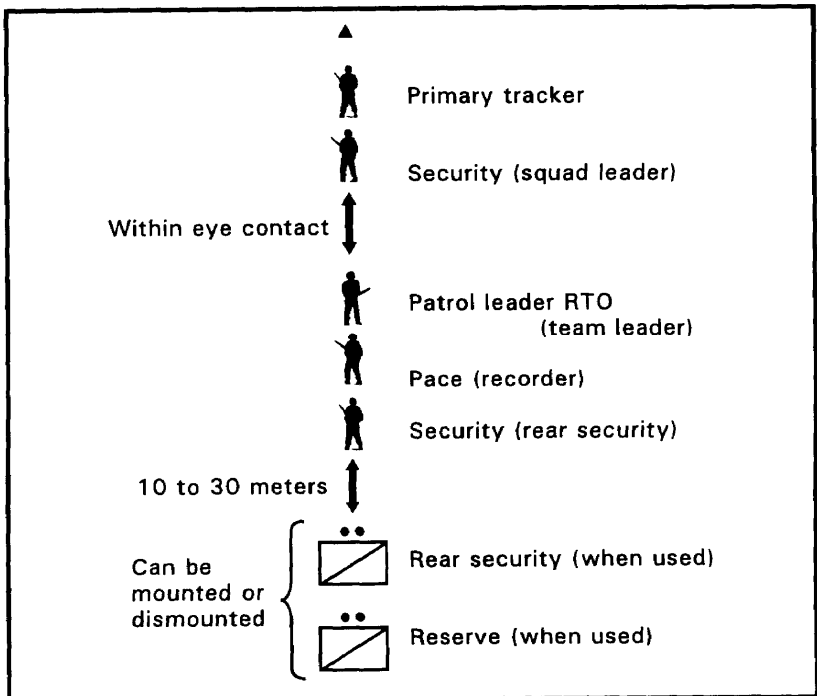 Primary tracker
Security (squad leader)
Within eye contact
Patrol leader RTO
(team leader)
Pace (recorder)
Security (rear security)
10 to 30 meters
Can be
mounted or
dismounted
Rear security (when used)
Reserve (when used)